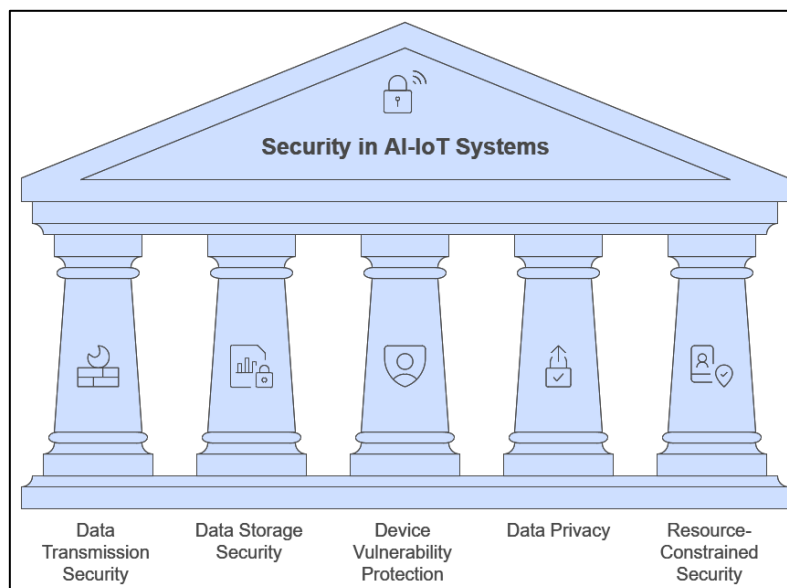 Security in AI-IoT Systems
Data
Transmission
Security
Data Storage
Security
Device
Vulnerability
Protection
Data Privacy
Resource-
Constrained
Security